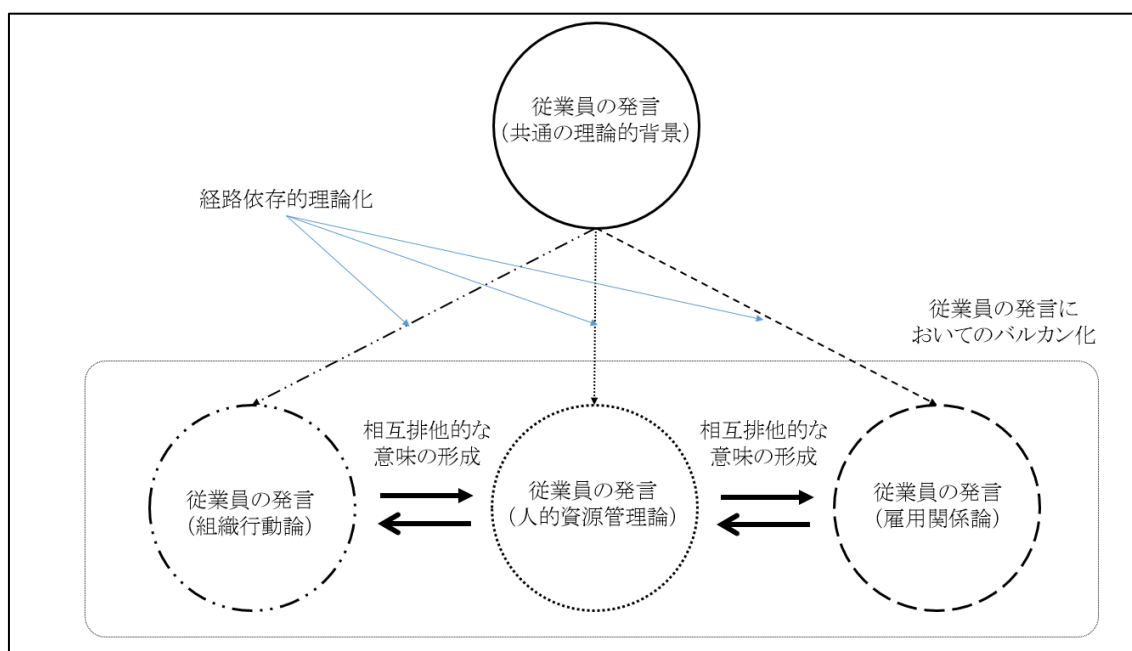 従業員の発言
(共通の理論的背景)
経路依存的理論化
従業員の発言に
おいてのバルカン化
相互排他的な
意味の形成
相互排他的な
意味の形成
従業員の発言
(組織行動論)
従業員の発言
(人的資源管理論)
従業員の発言
(雇用関係論)